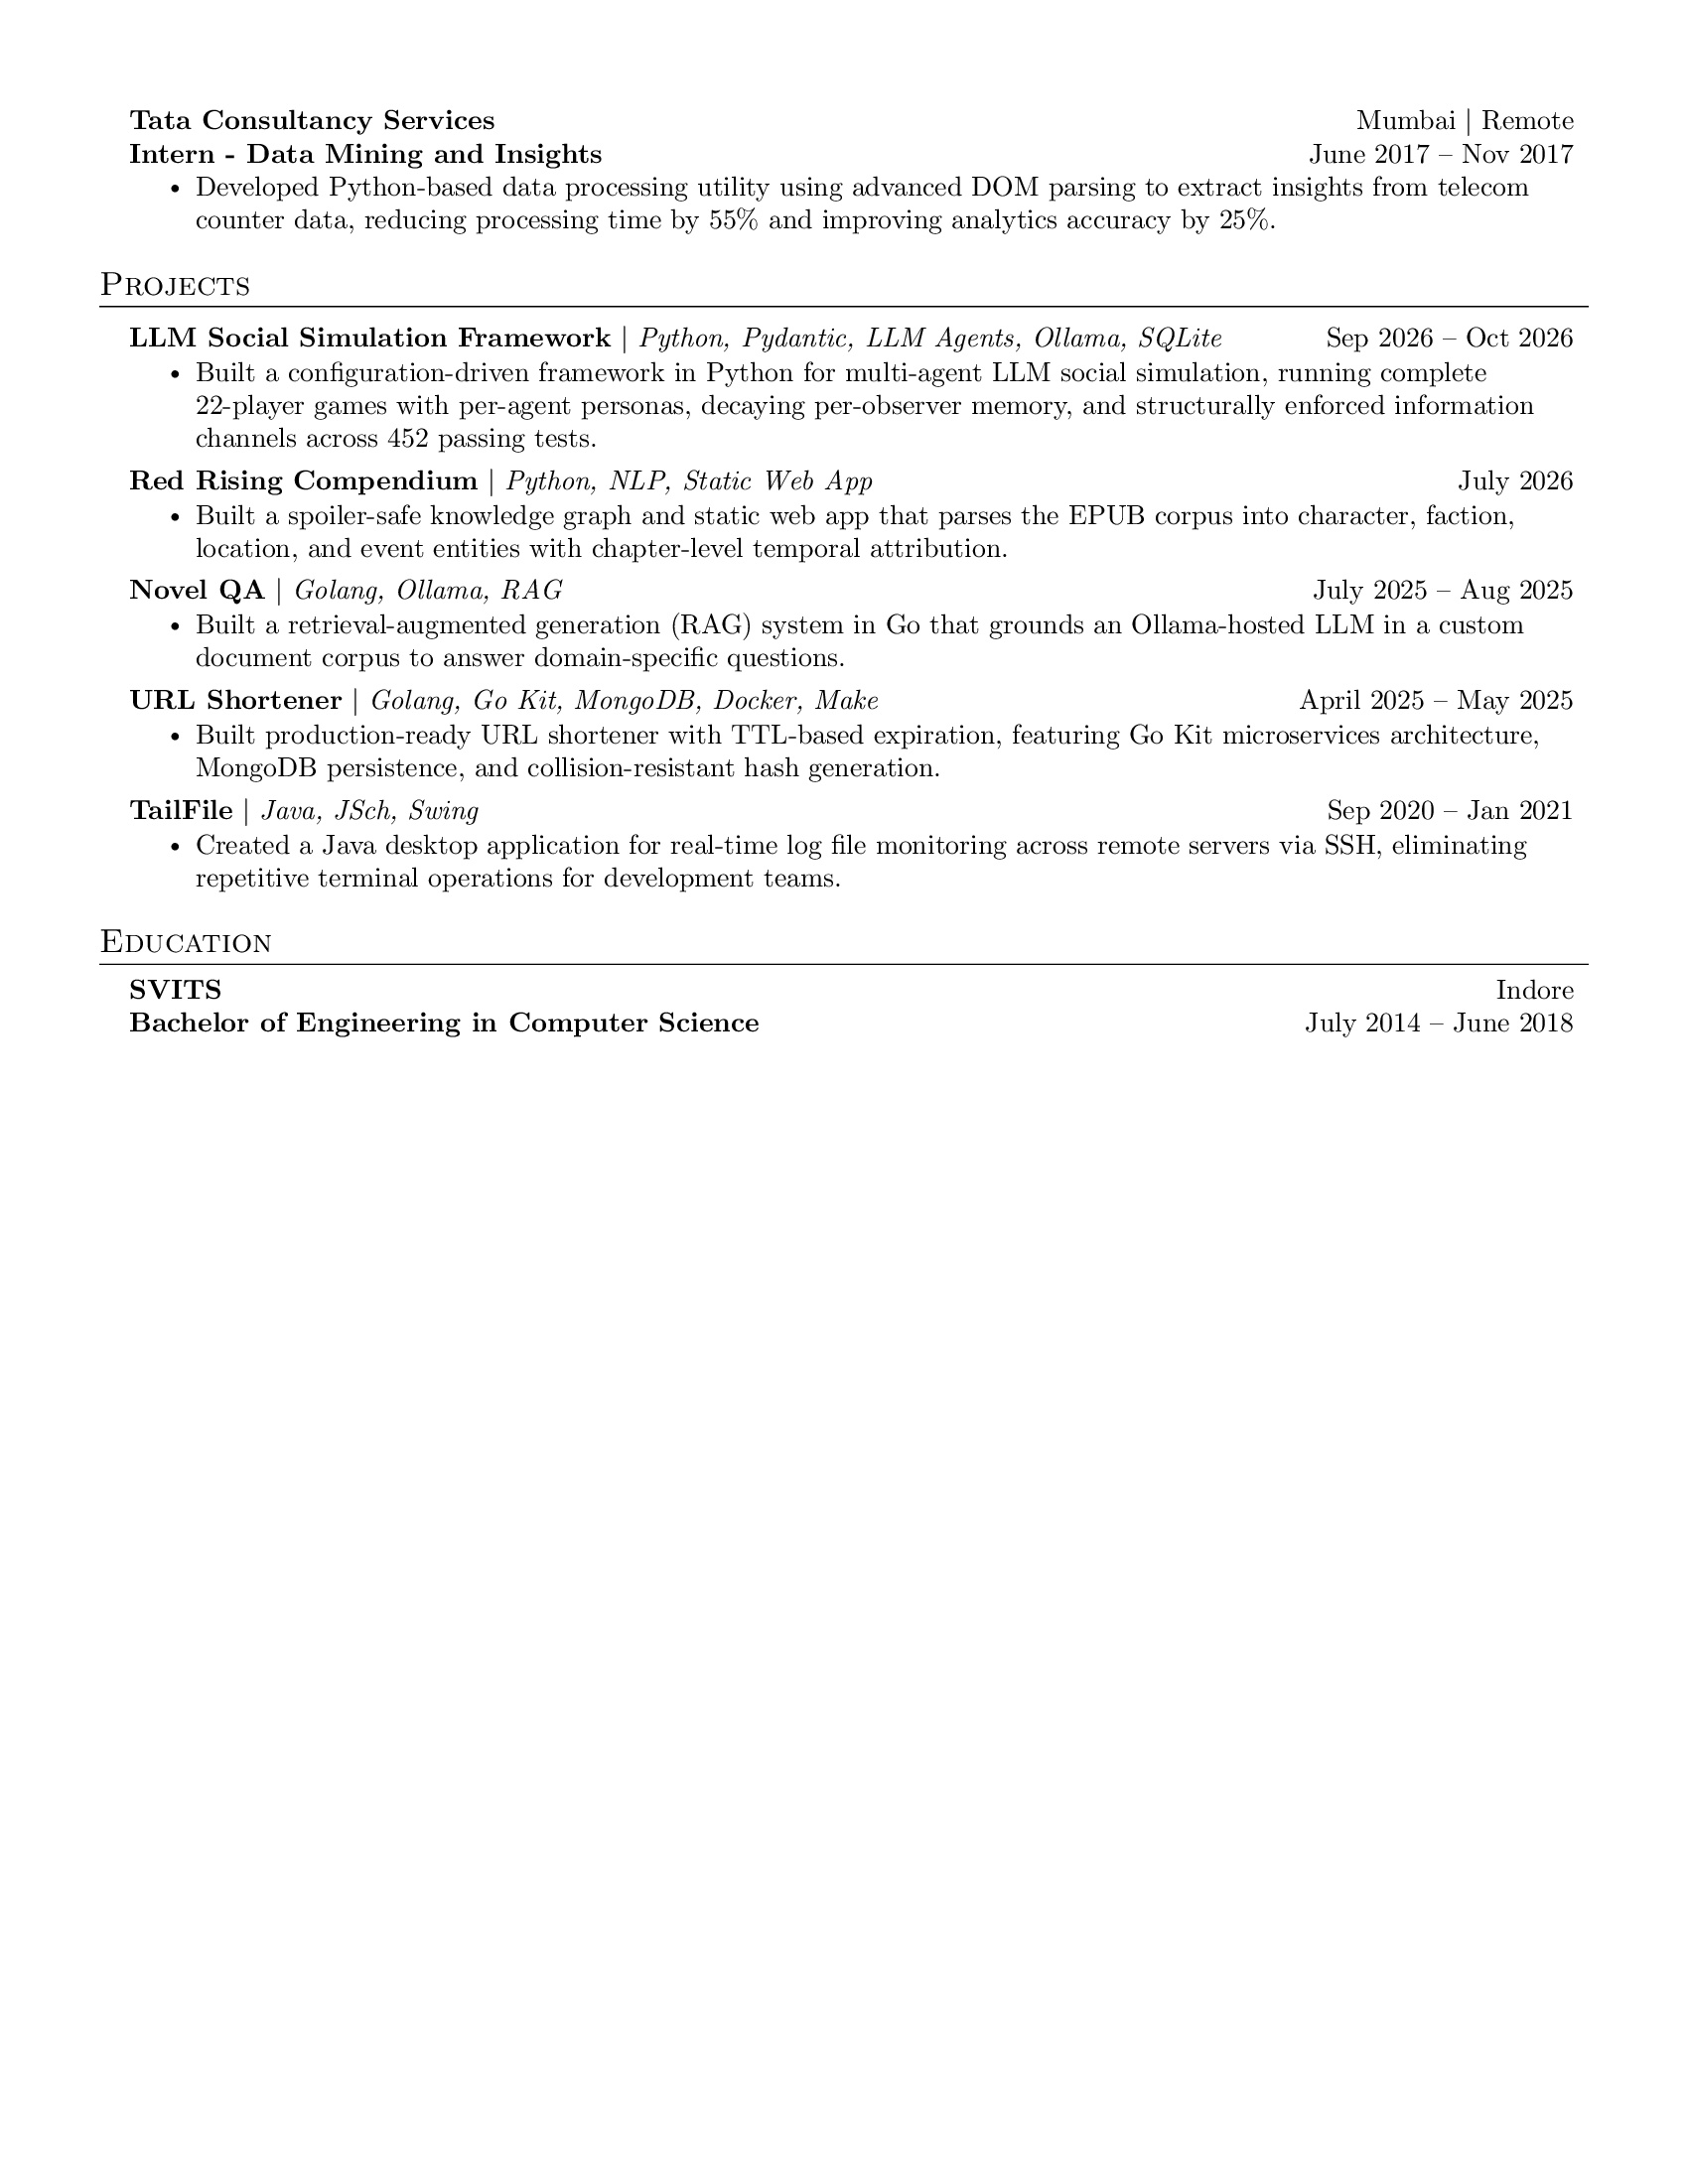 Tata Consultancy Services Mumbai | Remote
Intern - Data Mining and Insights June 2017 – Nov 2017
• Developed Python-based data processing utility using advanced DOM parsing to extract insights from telecom
counter data, reducing processing time by 55% and improving analytics accuracy by 25%.
Projects
LLM Social Simulation Framework | Python, Pydantic, LLM Agents, Ollama, SQLite Sep 2026 – Oct 2026
• Built a configuration-driven framework in Python for multi-agent LLM social simulation, running complete
22-player games with per-agent personas, decaying per-observer memory, and structurally enforced information
channels across 452 passing tests.
Red Rising Compendium | Python, NLP, Static Web App July 2026
• Built a spoiler-safe knowledge graph and static web app that parses the EPUB corpus into character, faction,
location, and event entities with chapter-level temporal attribution.
Novel QA | Golang, Ollama, RAG July 2025 – Aug 2025
• Built a retrieval-augmented generation (RAG) system in Go that grounds an Ollama-hosted LLM in a custom
document corpus to answer domain-specific questions.
URL Shortener | Golang, Go Kit, MongoDB, Docker, Make April 2025 – May 2025
• Built production-ready URL shortener with TTL-based expiration, featuring Go Kit microservices architecture,
MongoDB persistence, and collision-resistant hash generation.
TailFile | Java, JSch, Swing Sep 2020 – Jan 2021
• Created a Java desktop application for real-time log file monitoring across remote servers via SSH, eliminating
repetitive terminal operations for development teams.
Education
SVITS Indore
Bachelor of Engineering in Computer Science July 2014 – June 2018